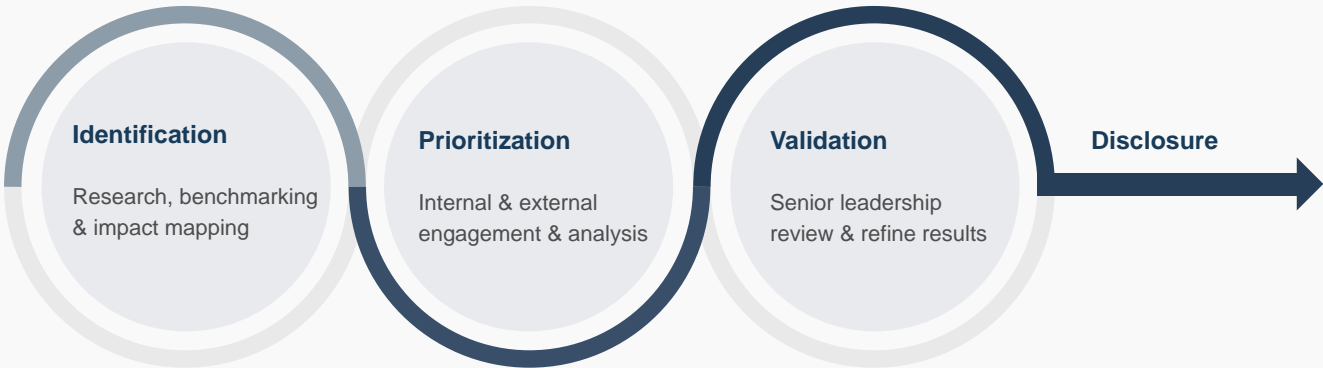 Identification
Research, benchmarking
& impact mapping
Prioritization
Internal & external
engagement & analysis
Validation
Senior leadership
review & refine results
Disclosure